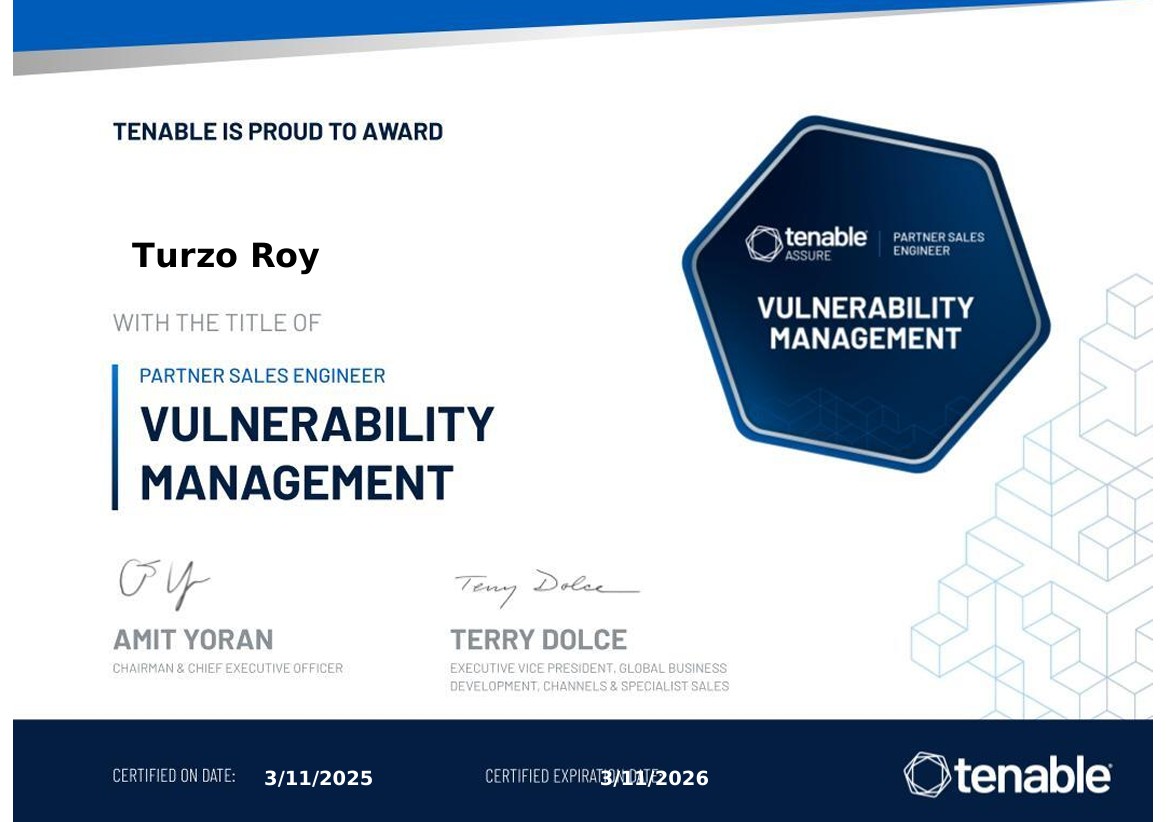 TENABLE IS PROUD TO AWARD
Turzo Roy
WITH THE TITLE OF
PARTNER SALES ENGINEER
VULNERABILITY
MANAGEMENT
tenable
ASSURE
PARTNER SALES
ENGINEER
VULNERABILITY
MANAGEMENT
Terry Dolce
AMIT YORAN
CHAIRMAN & CHIEF EXECUTIVE OFFICER
TERRY DOLCE
EXECUTIVE VICE PRESIDENT, GLOBAL BUSINESS
DEVELOPMENT, CHANNELS & SPECIALIST SALES
CERTIFIED ON DATE: 3/11/2025
CERTIFIED EXPIRATION DATE: 3/11/2026
tenable®